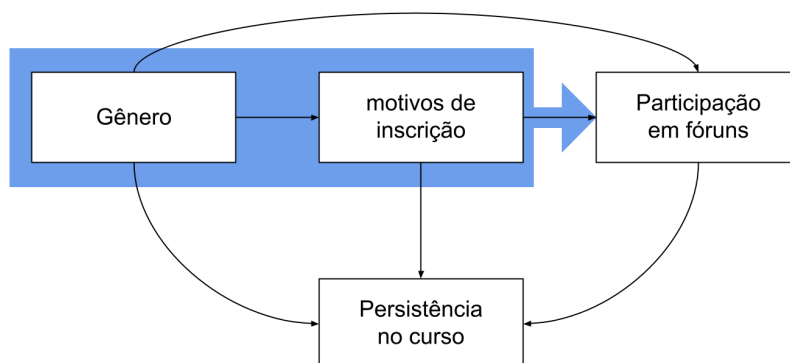 Gênero
motivos de
inscrição
Participação
em fóruns
Persistência
no curso